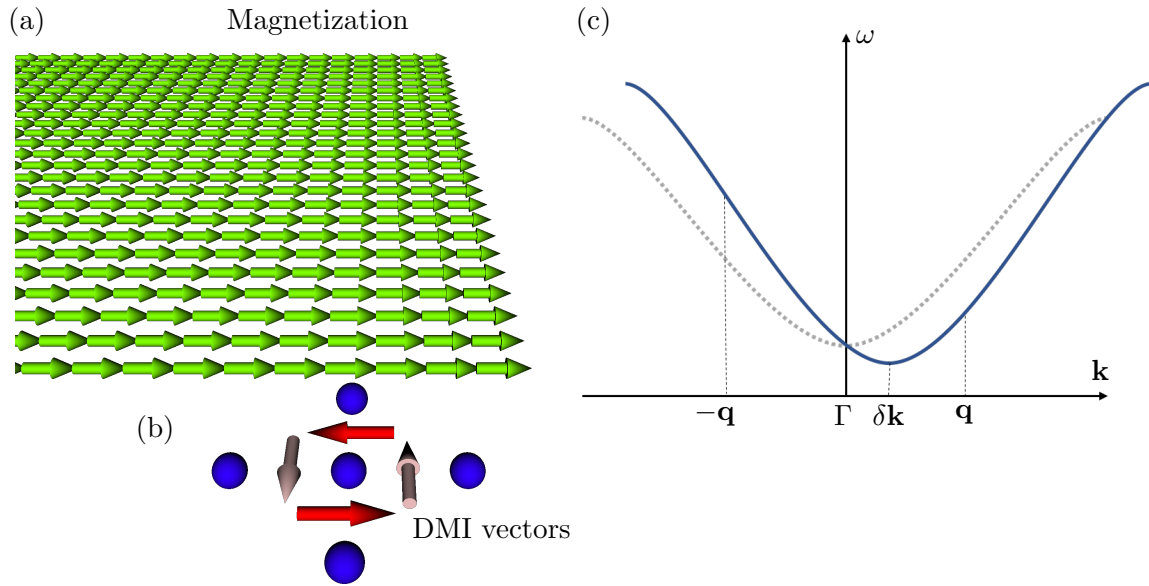 (a)
Magnetization
(b)
DMI vectors
(c)
ω
k
−q
Γ
δk
q